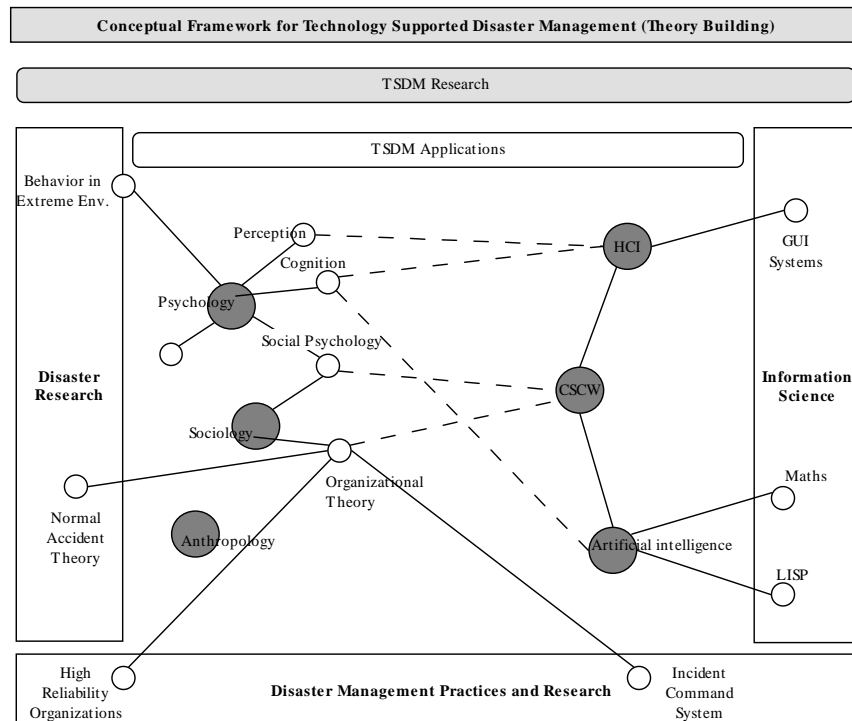 Conceptual Framework for Technology Supported Disaster Management (Theory Building)
TSDM Research
TSDM Applications
Behavior in
Extreme Env.
Perception
Cognition
Psychology
Social Psychology
HCI
GUI
Systems
Disaster
Research
CSCW
Information
Science
Sociology
Organizational
Theory
Normal
Accident
Theory
Anthropology
Maths
Artificial intelligence
LISP
High
Reliability
Organizations
Disaster Management Practices and Research
Incident
Command
System